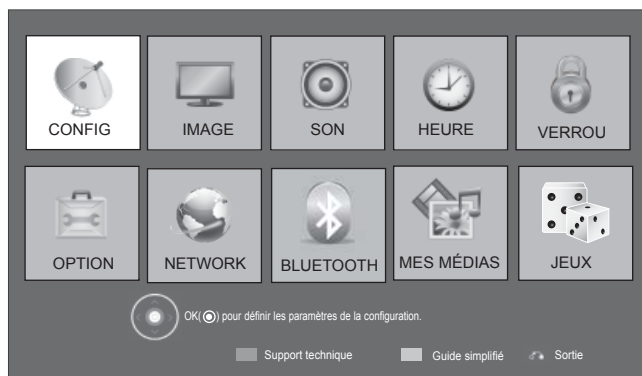 CONFIG IMAGE SON HEURE VERROU
OPTION NETWORK BLUETOOTH MES MÉDIAS JEUX
OK(◉) pour définir les paramètres de la configuration.
Support technique Guide simplifié Sortie